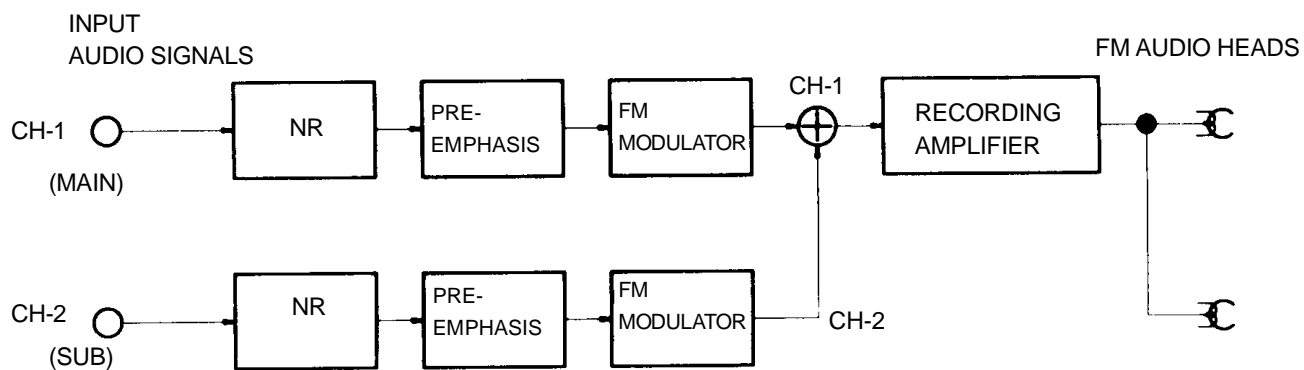 INPUT
AUDIO SIGNALS
FM AUDIO HEADS
CH-1
(MAIN)
NR
PRE-
EMPHASIS
FM
MODULATOR
CH-1
RECORDING
AMPLIFIER
CH-2
(SUB)
NR
PRE-
EMPHASIS
FM
MODULATOR
CH-2